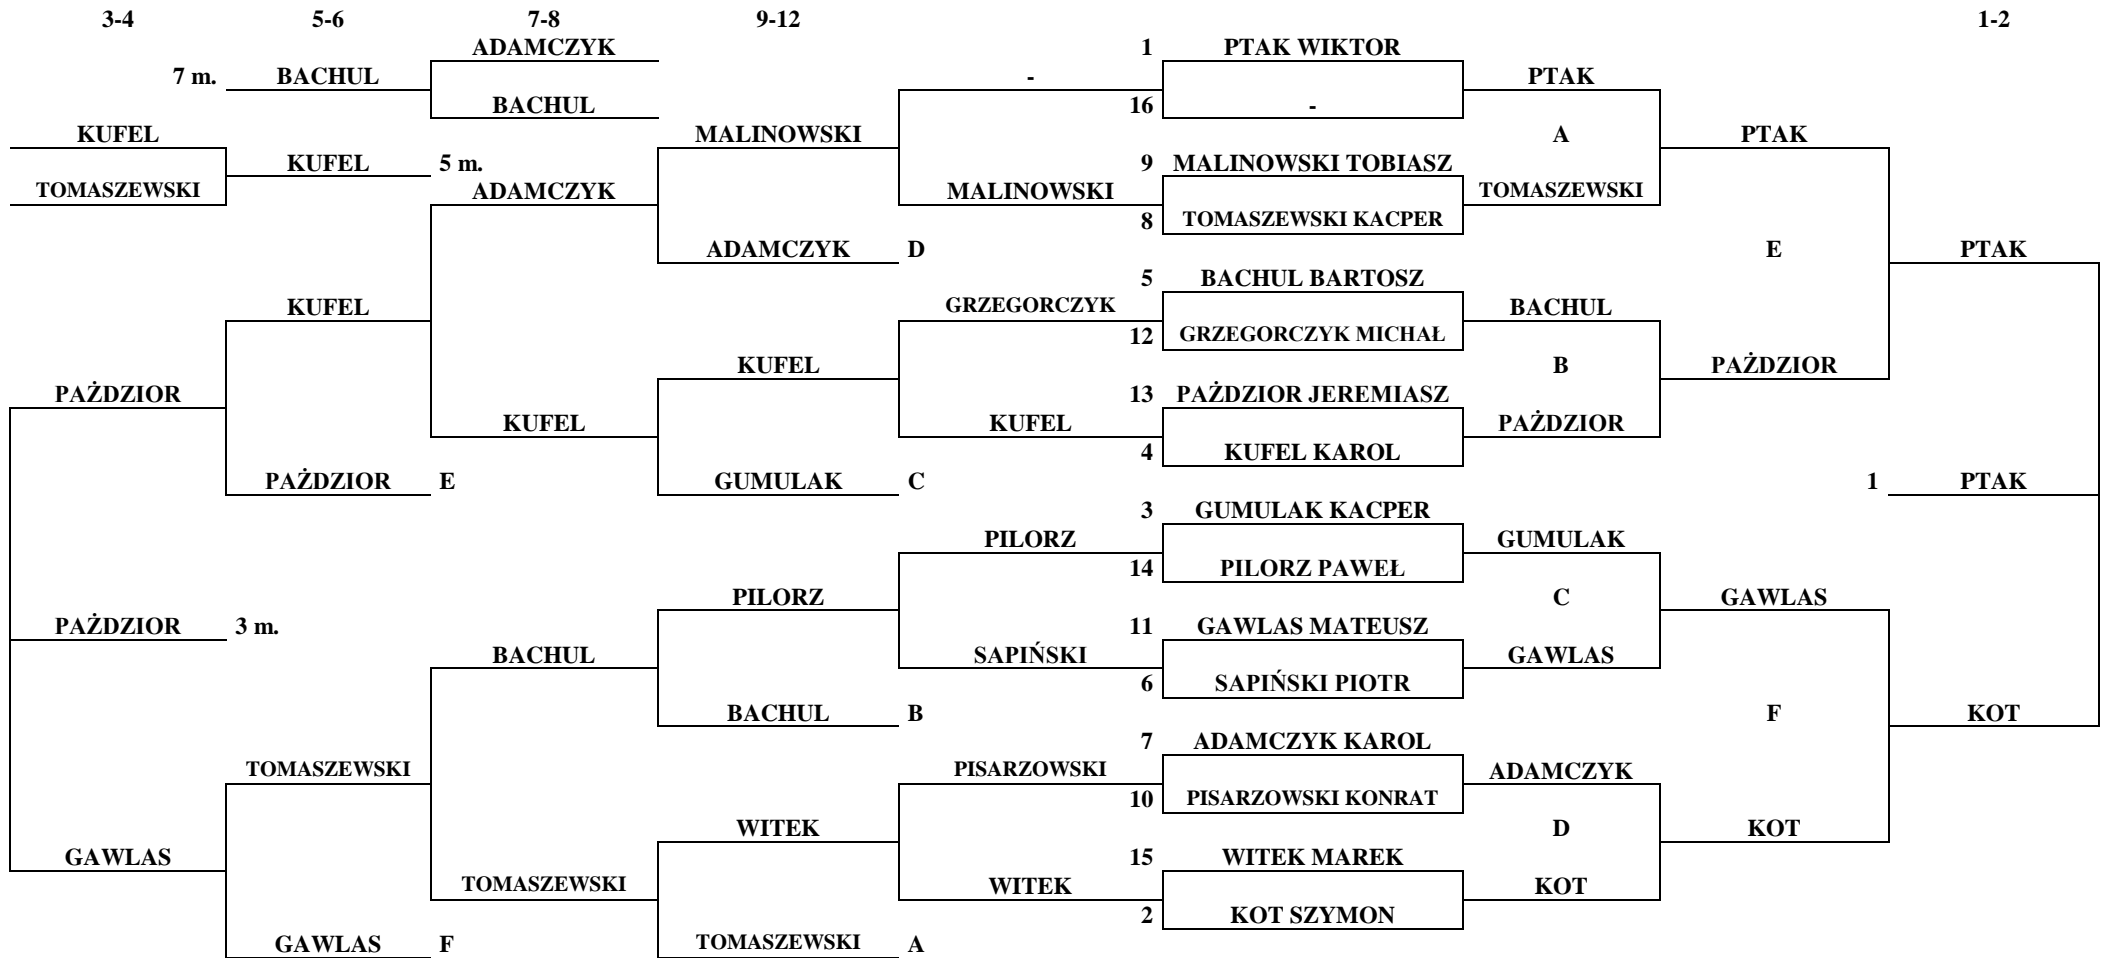 3-4 5-6 7-8 9-12 1-2
ADAMCZYK 1 PTAK WIKTOR
7 m. BACHUL - PTAK
BACHUL 16 -
KUFEL MALINOWSKI A PTAK
KUFEL 5 m. 9 MALINOWSKI TOBIASZ
TOMASZEWSKI ADAMCZYK MALINOWSKI TOMASZEWSKI
8 TOMASZEWSKI KACPER
ADAMCZYK D E PTAK
5 BACHUL BARTOSZ
KUFEL GRZEGORCZYK BACHUL
12 GRZEGORCZYK MICHAŁ
KUFEL B PAŻDZIOR
PAŻDZIOR 13 PAŻDZIOR JEREMIASZ
KUFEL KUFEL PAŻDZIOR
4 KUFEL KAROL
PAŻDZIOR E GUMULAK C 1 PTAK
3 GUMULAK KACPER
PILORZ GUMULAK
14 PILORZ PAWEŁ
PILORZ C GAWLAS
PAŻDZIOR 3 m. 11 GAWLAS MATEUSZ
BACHUL SAPIŃSKI GAWLAS
6 SAPIŃSKI PIOTR
BACHUL B F KOT
7 ADAMCZYK KAROL
TOMASZEWSKI PISARZOWSKI ADAMCZYK
10 PISARZOWSKI KONRAT
WITEK D KOT
GAWLAS 15 WITEK MAREK
TOMASZEWSKI WITEK KOT
2 KOT SZYMON
GAWLAS F TOMASZEWSKI A